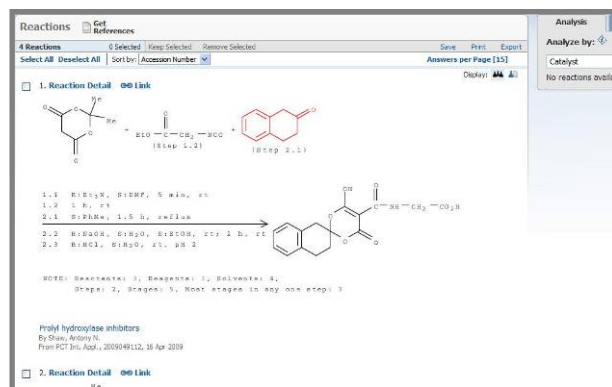 Reactions
Get References
4 Reactions 0 Selected Keep Selected Remove Selected Save Print Export
Select All Deselect All Sort by: Accession Number Answers per Page [15]
Display:
Analysis
Analyze by:
Catalyst
No reactions availa
1. Reaction Detail Link
Me
O
O
Me
O
O
+
EtO C CH2 NCO
O
(Step 1.2)
+
O
(Step 2.1)
1.1 R:Et3N, S:DMF, 5 min, rt
1.2 1 h, rt
2.1 S:PhMe, 1.5 h, reflux
2.2 R:NaOH, S:H2O, S:EtOH, rt; 2 h, rt
2.3 R:HCl, S:H2O, rt, pH 2
OH
O
C NH CH2 CO2H
O
O
O
NOTE: Reactants: 3, Reagents: 3, Solvents: 4,
Steps: 2, Stages: 5, Most stages in any one step: 3
Prolyl hydroxylase inhibitors
By Shaw, Antony N.
From PCT Int. Appl., 2009049112, 16 Apr 2009
2. Reaction Detail Link
Me